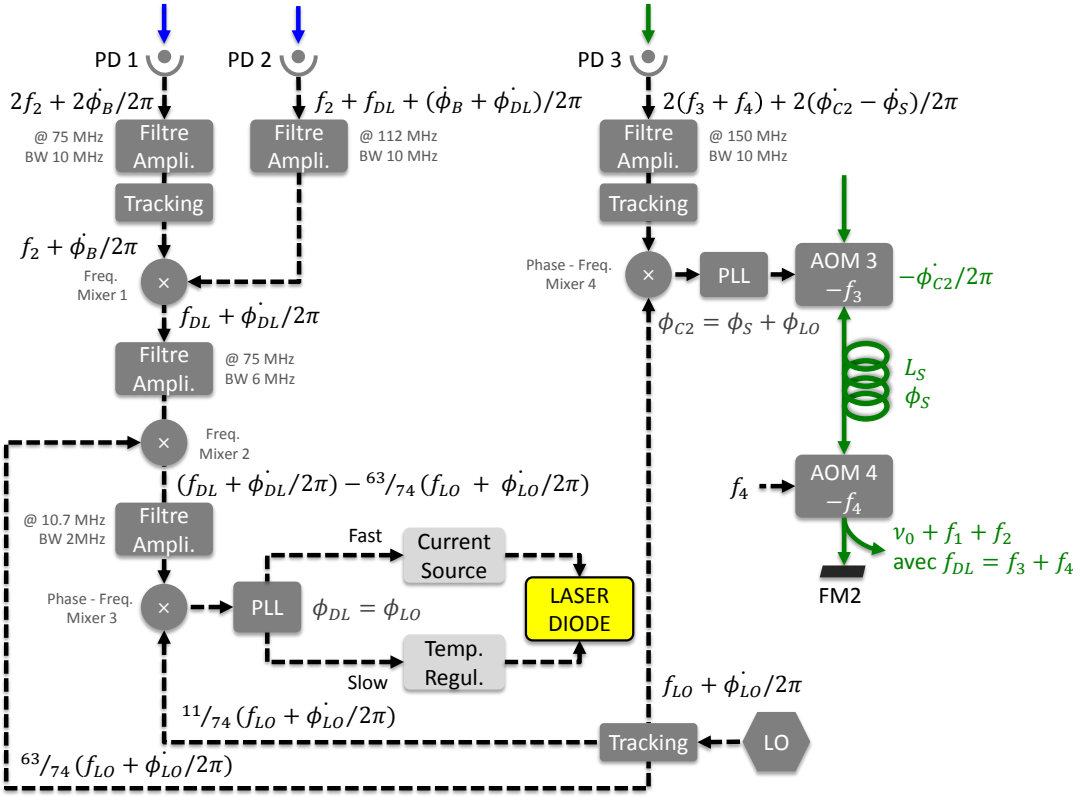 PD 1
PD 2
PD 3
2f₂ + 2ϕ̇_B/2π
f₂ + f_DL + (ϕ̇_B + ϕ̇_DL)/2π
2(f₃ + f₄) + 2(ϕ̇_C2 − ϕ̇_S)/2π
@ 75 MHz
BW 10 MHz
Filtre
Ampli.
Filtre
Ampli.
@ 112 MHz
BW 10 MHz
Filtre
Ampli.
@ 150 MHz
BW 10 MHz
Tracking
Tracking
f₂ + ϕ̇_B/2π
Freq.
Mixer 1
×
Phase - Freq.
Mixer 4
×
PLL
AOM 3
−f₃
−ϕ̇_C2/2π
f_DL + ϕ̇_DL/2π
ϕ_C2 = ϕ_S + ϕ_LO
Filtre
Ampli.
@ 75 MHz
BW 6 MHz
L_S
ϕ_S
×
Freq.
Mixer 2
(f_DL + ϕ̇_DL/2π) − ⁶³/₇₄ (f_LO + ϕ̇_LO/2π)
f₄
AOM 4
−f₄
@ 10.7 MHz
BW 2MHz
Filtre
Ampli.
Fast
Current
Source
ν₀ + f₁ + f₂
avec f_DL = f₃ + f₄
FM2
Phase - Freq.
Mixer 3
×
PLL
ϕ_DL = ϕ_LO
LASER
DIODE
Slow
Temp.
Regul.
f_LO + ϕ̇_LO/2π
¹¹/₇₄ (f_LO + ϕ̇_LO/2π)
Tracking
LO
⁶³/₇₄ (f_LO + ϕ̇_LO/2π)